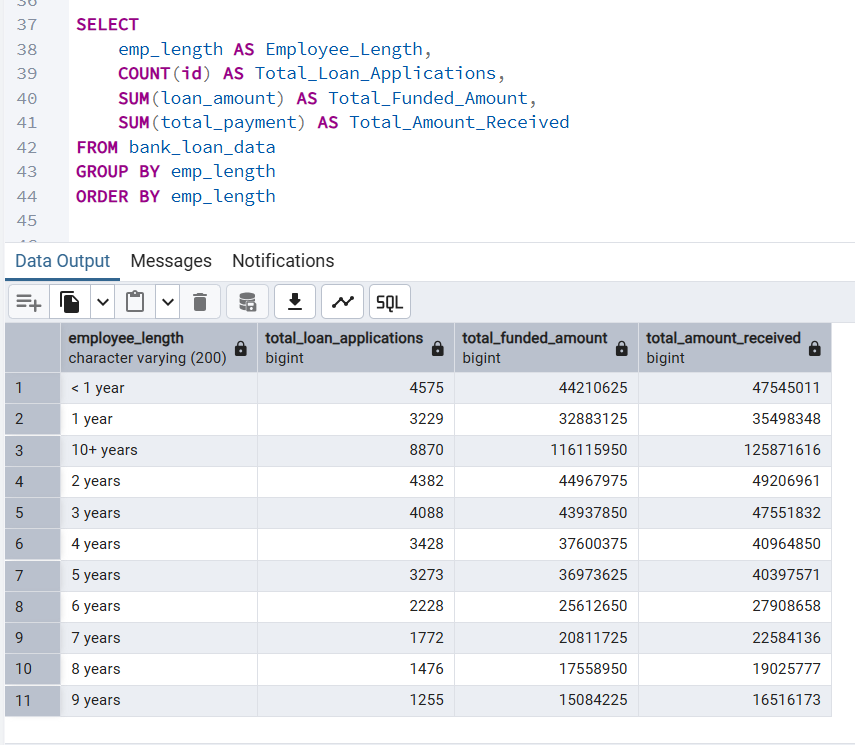 36
37 SELECT
38 emp_length AS Employee_Length,
39 COUNT(id) AS Total_Loan_Applications,
40 SUM(loan_amount) AS Total_Funded_Amount,
41 SUM(total_payment) AS Total_Amount_Received
42 FROM bank_loan_data
43 GROUP BY emp_length
44 ORDER BY emp_length
45
Data Output Messages Notifications
SQL
employee_length total_loan_applications total_funded_amount total_amount_received
character varying (200) bigint bigint bigint
1 < 1 year 4575 44210625 47545011
2 1 year 3229 32883125 35498348
3 10+ years 8870 116115950 125871616
4 2 years 4382 44967975 49206961
5 3 years 4088 43937850 47551832
6 4 years 3428 37600375 40964850
7 5 years 3273 36973625 40397571
8 6 years 2228 25612650 27908658
9 7 years 1772 20811725 22584136
10 8 years 1476 17558950 19025777
11 9 years 1255 15084225 16516173